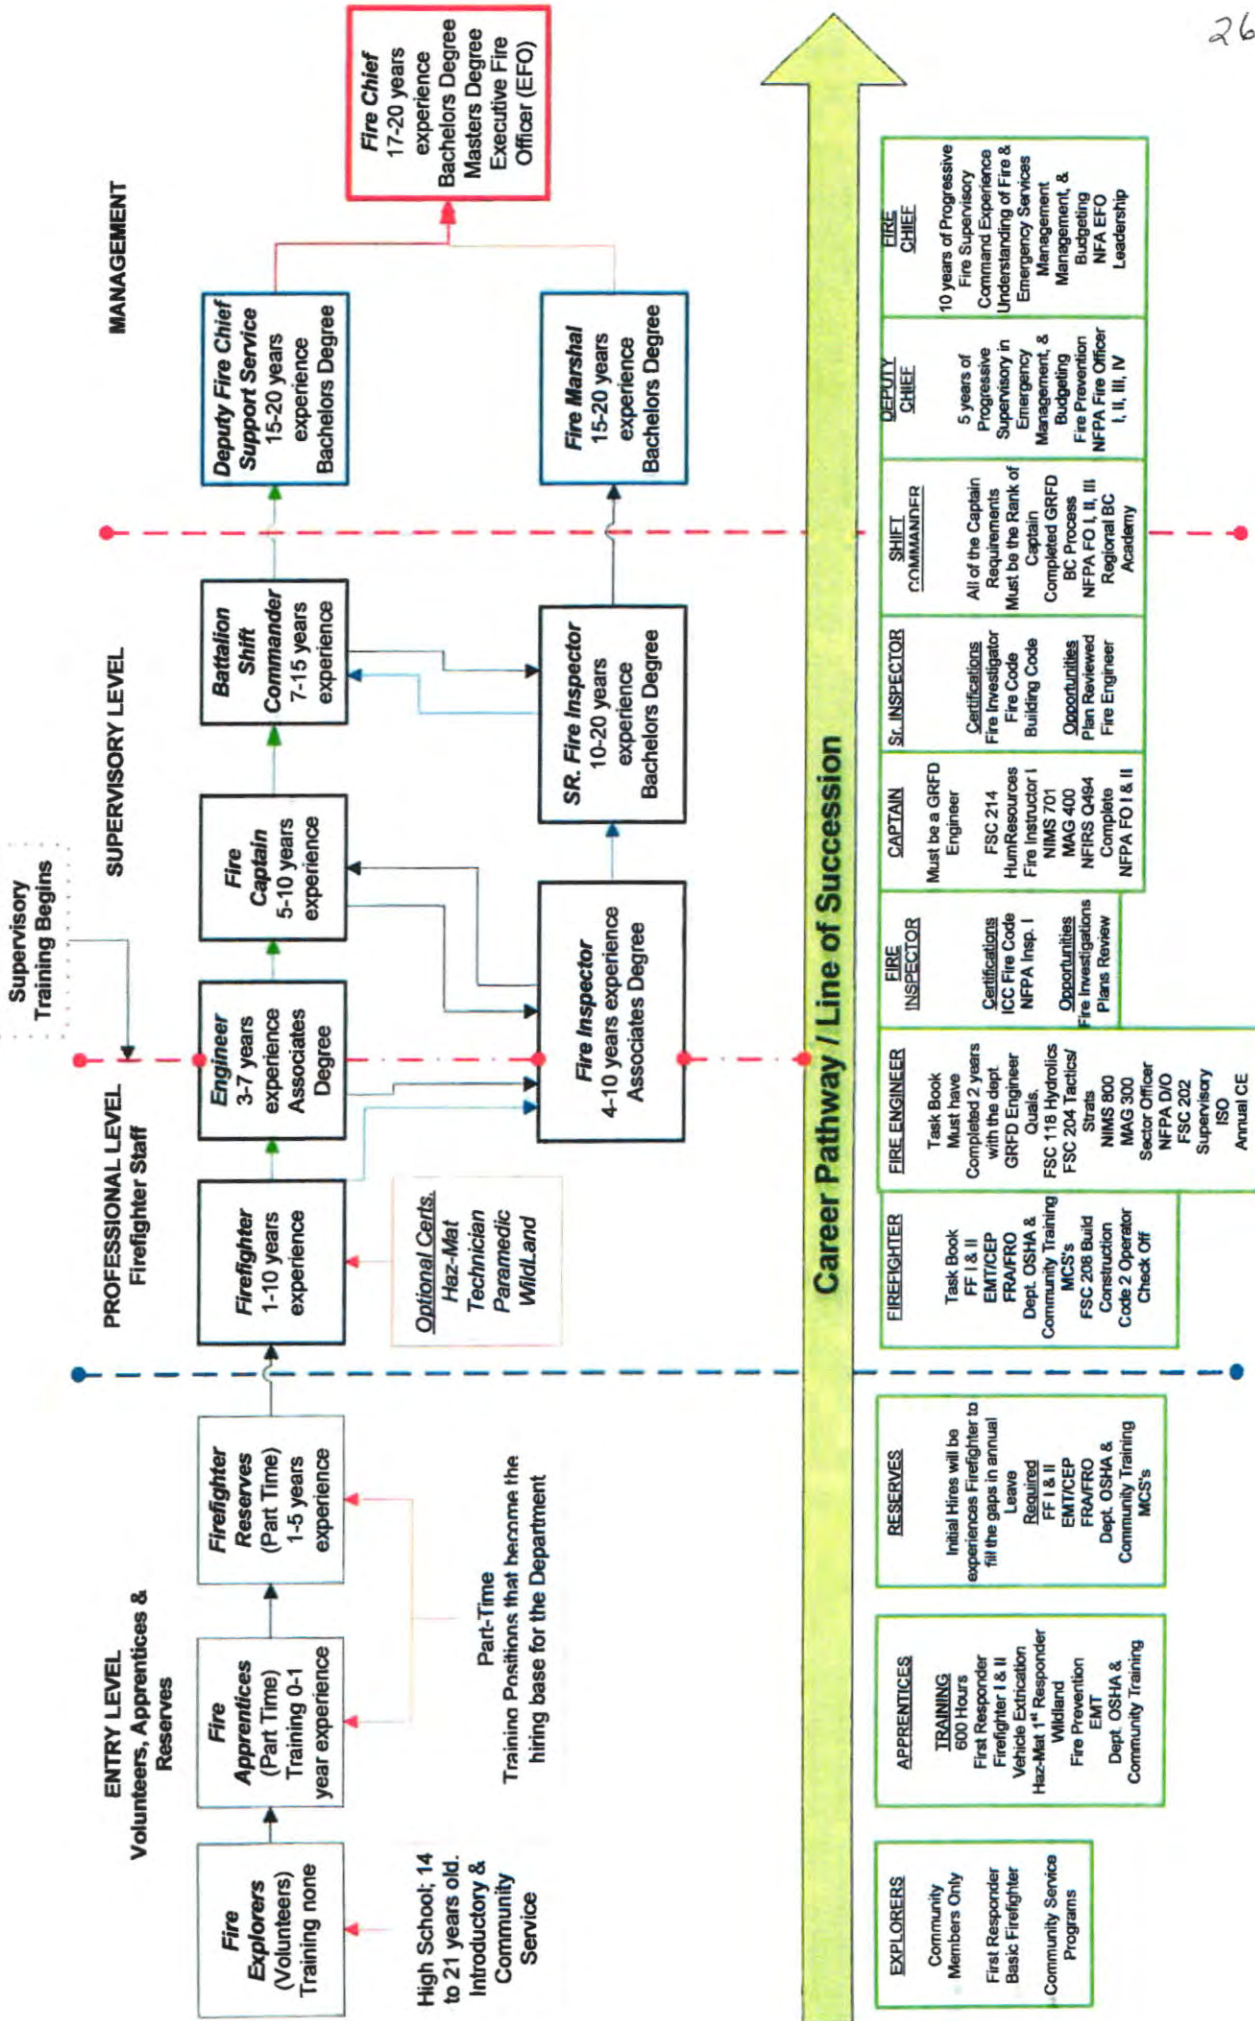 26
ENTRY LEVEL
Volunteers, Apprentices &
Reserves
PROFESSIONAL LEVEL
Firefighter Staff
Supervisory
Training Begins
SUPERVISORY LEVEL
MANAGEMENT
Fire
Explorers
(Volunteers)
Training none
Fire
Apprentices
(Part Time)
Training 0-1
year experience
Firefighter
Reserves
(Part Time)
1-5 years
experience
Firefighter
1-10 years
experience
Engineer
3-7 years
experience
Associates
Degree
Fire
Captain
5-10 years
experience
Battalion
Shift
Commander
7-15 years
experience
Deputy Fire Chief
Support Service
15-20 years
experience
Bachelors Degree
Fire Chief
17-20 years
experience
Bachelors Degree
Masters Degree
Executive Fire
Officer (EFO)
High School; 14
to 21 years old.
Introductory &
Community
Service
Part-Time
Training Positions that become the
hiring base for the Department
Optional Certs.
Haz-Mat
Technician
Paramedic
WildLand
Fire Inspector
4-10 years experience
Associates Degree
SR. Fire Inspector
10-20 years
experience
Bachelors Degree
Fire Marshal
15-20 years
experience
Bachelors Degree
Career Pathway / Line of Succession
EXPLORERS
Community
Members Only
First Responder
Basic Firefighter
Community Service
Programs
APPRENTICES
TRAINING
600 Hours
First Responder
Firefighter I & II
Vehicle Extrication
Haz-Mat 1st Responder
Wildland
Fire Prevention
EMT
Dept. OSHA &
Community Training
RESERVES
Initial Hires will be
experiences Firefighter to
fill the gaps in annual
Leave
Required
FF I & II
EMT/CEP
FRA/FRO
Dept. OSHA &
Community Training
MCS's
FIREFIGHTER
Task Book
FF I & II
EMT/CEP
FRA/FRO
Dept. OSHA &
Community Training
MCS's
FSC 208 Build
Construction
Code 2 Operator
Check Off
FIRE ENGINEER
Task Book
Must have
Completed 2 years
with the dept
GRFD Engineer
Quals.
FSC 118 Hydrolics
FSC 204 Tactics/
Strats
NIMS 800
MAG 300
Sector Officer
NFPA D/O
FSC 202
Supervisory
ISO
Annual CE
FIRE
INSPECTOR
Certifications
ICC Fire Code
NFPA Insp. I
Opportunities
Fire Investigations
Plans Review
CAPTAIN
Must be a GRFD
Engineer
FSC 214
HumResources
Fire Instructor I
NIMS 701
MAG 400
NFIRS Q494
Complete
NFPA FO I & II
Sr. INSPECTOR
Certifications
Fire Investigator
Fire Code
Building Code
Opportunities
Plan Reviewed
Fire Engineer
SHIFT
COMMANDER
All of the Captain
Requirements
Must be the Rank of
Captain
Completed GRFD
BC Process
NFPA FO I, II, III
Regional BC
Academy
DEPUTY
CHIEF
5 years of
Progressive
Supervisory in
Emergency
Management, &
Budgeting
Fire Prevention
NFPA Fire Officer
I, II, III, IV
FIRE
CHIEF
10 years of Progressive
Fire Supervisory
Command Experience
Understanding of Fire &
Emergency Services
Management
Management, &
Budgeting
NFA EFO
Leadership